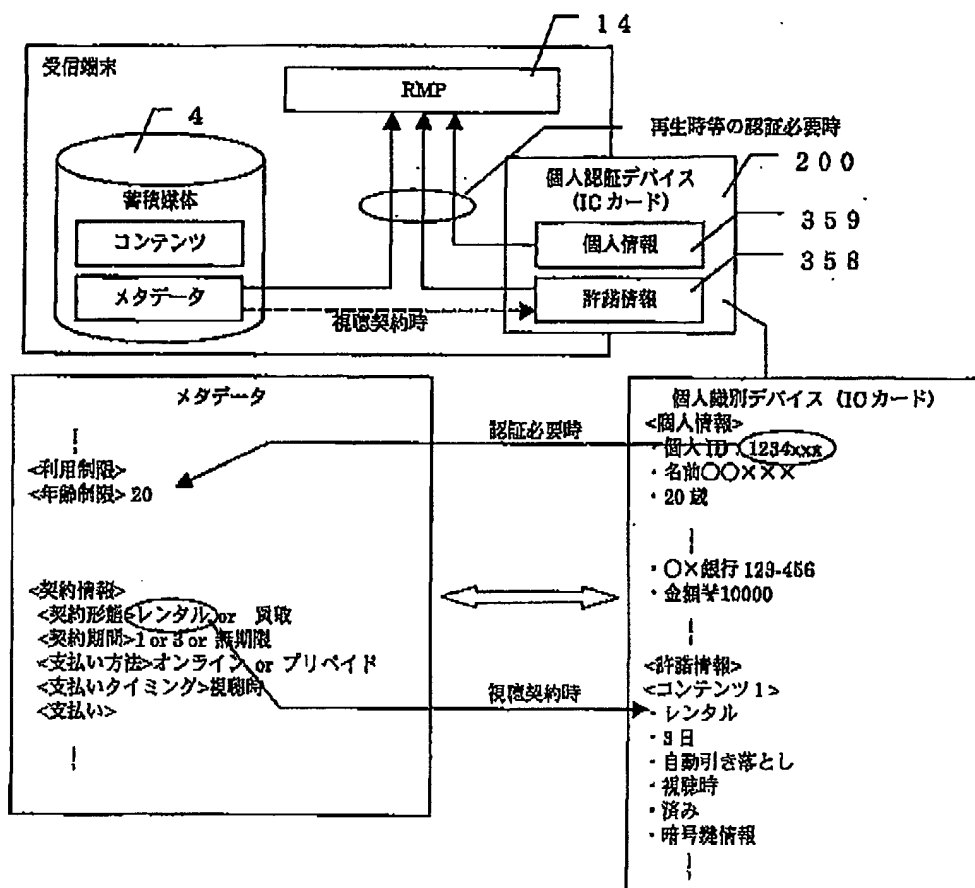 14
受信端末
RMP
4
再生時等の認証必要時
200
蓄積媒体
個人認証デバイス
(ICカード)
コンテンツ
個人情報
359
メタデータ
許諾情報
358
視聴契約時
メタデータ
<利用制限>
<年齢制限> 20
<契約情報>
<契約形態>レンタル or 買取
<契約期間>1 or 3 or 無期限
<支払い方法>オンライン or プリペイド
<支払いタイミング>視聴時
<支払い>
認証必要時
視聴契約時
個人識別デバイス (ICカード)
<個人情報>
・個人ID:1234xxx
・名前〇〇×××
・20歳
・〇×銀行 123-456
・金額¥10000
<許諾情報>
<コンテンツ1>
・レンタル
・3日
・自動引き落とし
・視聴時
・済み
・暗号鍵情報